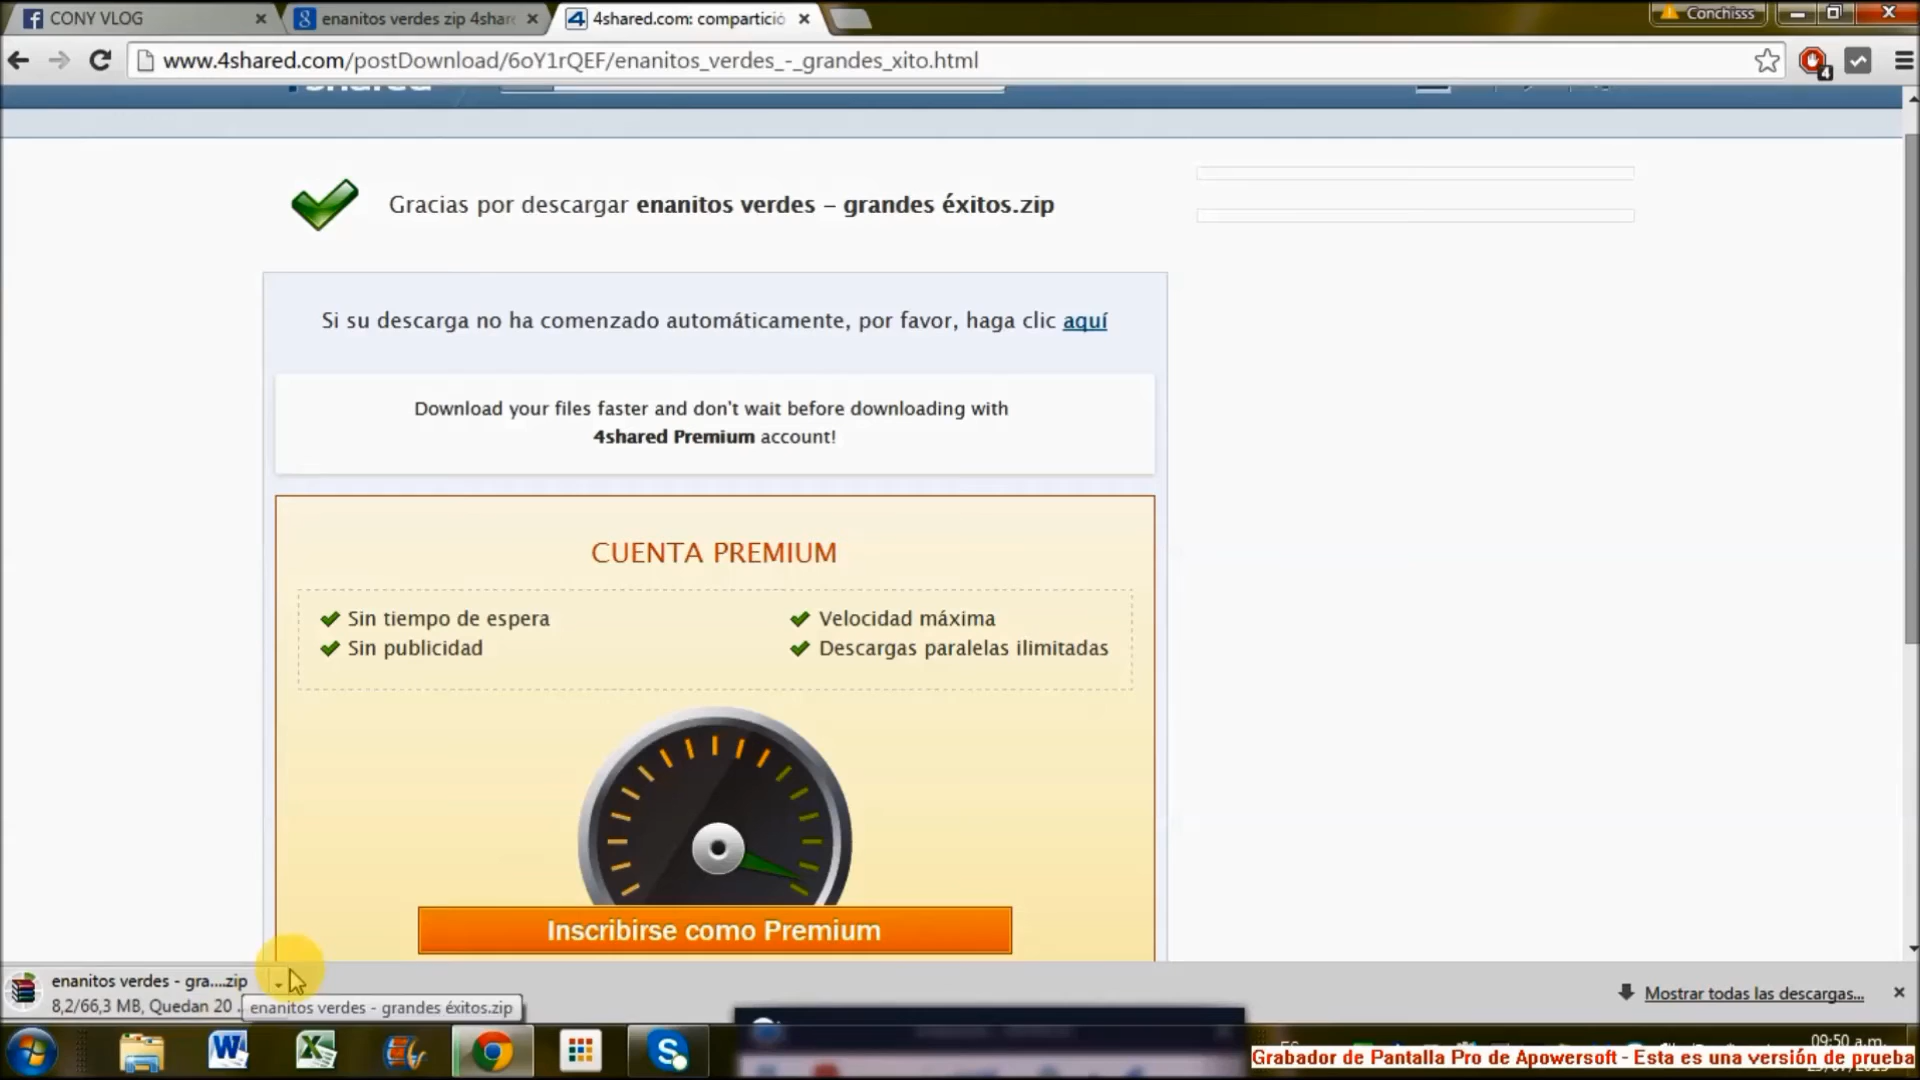 CONY VLOG
enanitos verdes zip 4share
4shared.com: compartició
Conchisss
www.4shared.com/postDownload/6oY1rQEF/enanitos_verdes_-_grandes_xito.html
4
Gracias por descargar enanitos verdes – grandes éxitos.zip
Si su descarga no ha comenzado automáticamente, por favor, haga clic aquí
Download your files faster and don't wait before downloading with
4shared Premium account!
CUENTA PREMIUM
Sin tiempo de espera
Velocidad máxima
Sin publicidad
Descargas paralelas ilimitadas
Inscribirse como Premium
enanitos verdes - gra....zip
8,2/66,3 MB, Quedan 20
enanitos verdes - grandes éxitos.zip
Mostrar todas las descargas...
09:50 a.m.
Grabador de Pantalla Pro de Apowersoft - Esta es una versión de prueba